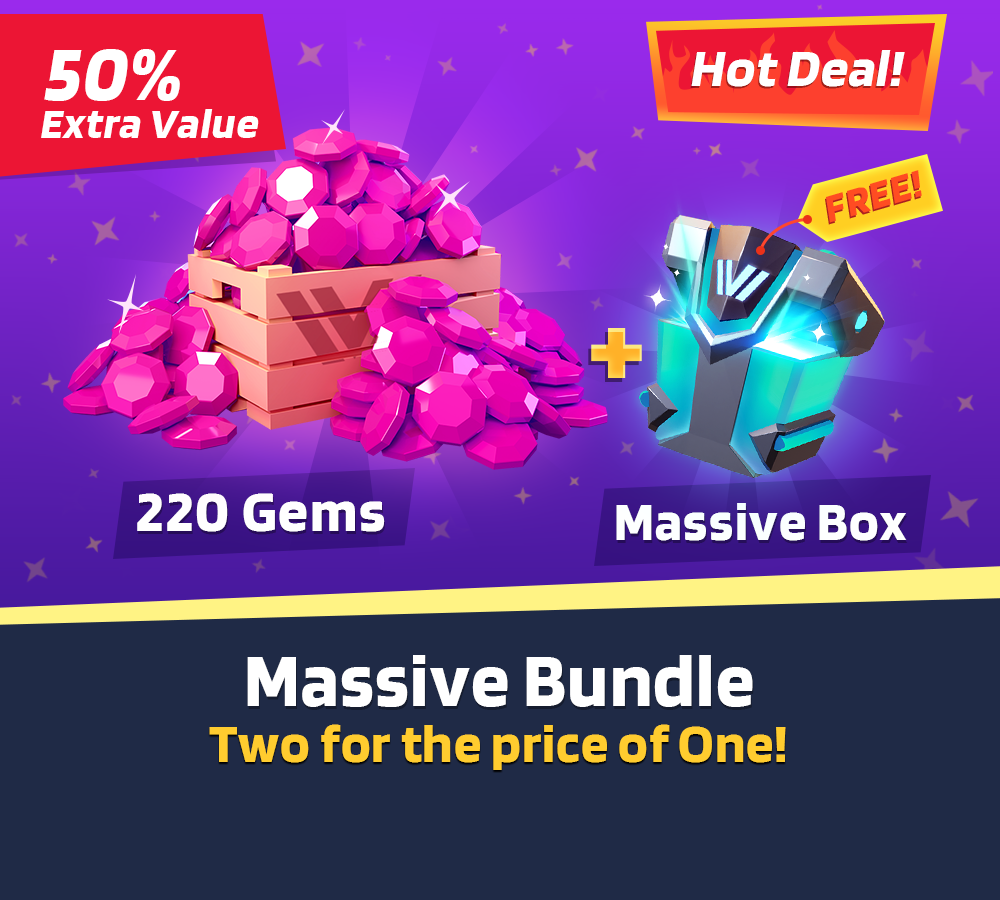 50%
Extra Value
Hot Deal!
FREE!
220 Gems
Massive Box
Massive Bundle
Two for the price of One!